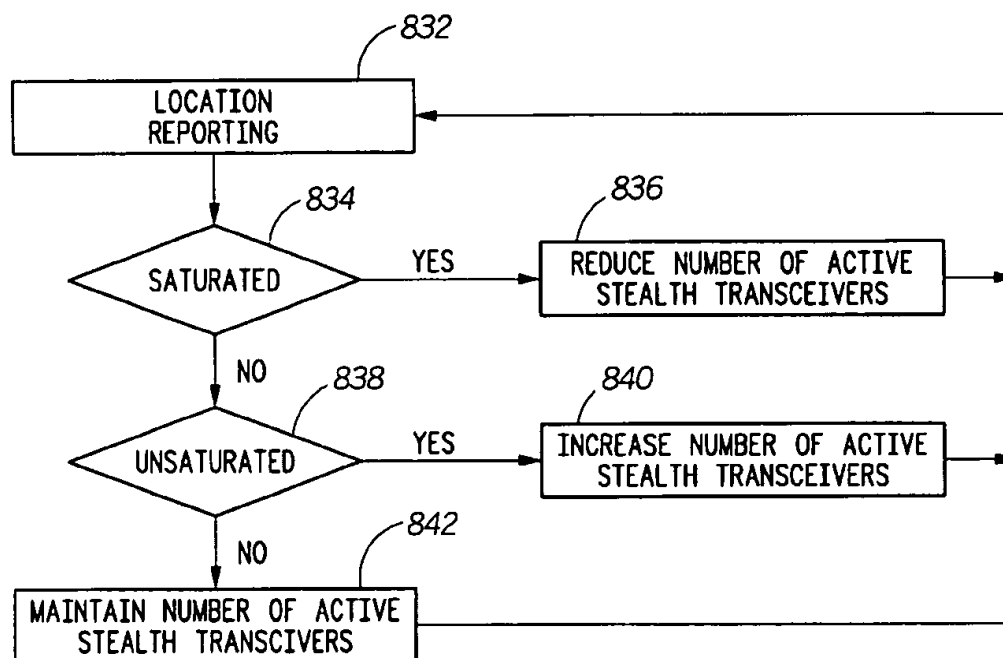 832
LOCATION
REPORTING
834
SATURATED
YES
836
REDUCE NUMBER OF ACTIVE
STEALTH TRANSCEIVERS
NO
838
UNSATURATED
YES
840
INCREASE NUMBER OF ACTIVE
STEALTH TRANSCEIVERS
NO
842
MAINTAIN NUMBER OF ACTIVE
STEALTH TRANSCIVERS